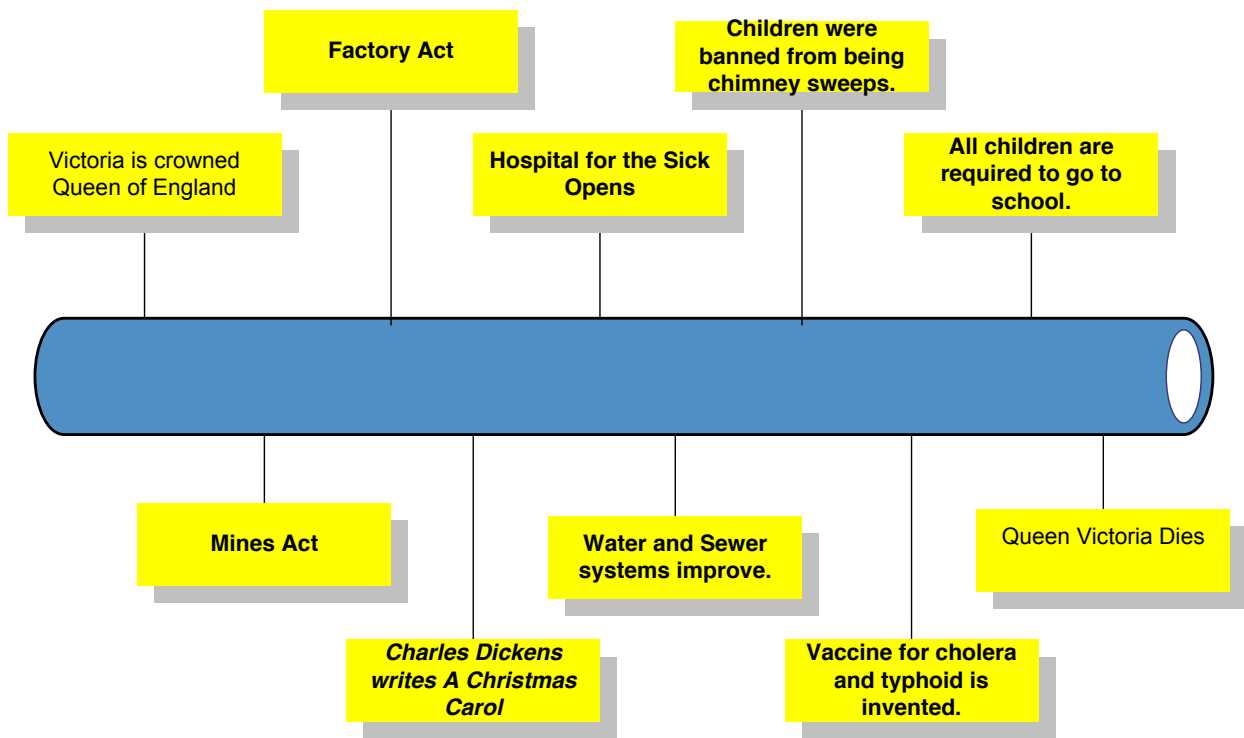 Factory Act
Children were
banned from being
chimney sweeps.
Victoria is crowned
Queen of England
Hospital for the Sick
Opens
All children are
required to go to
school.
Mines Act
Water and Sewer
systems improve.
Queen Victoria Dies
Charles Dickens
writes A Christmas
Carol
Vaccine for cholera
and typhoid is
invented.